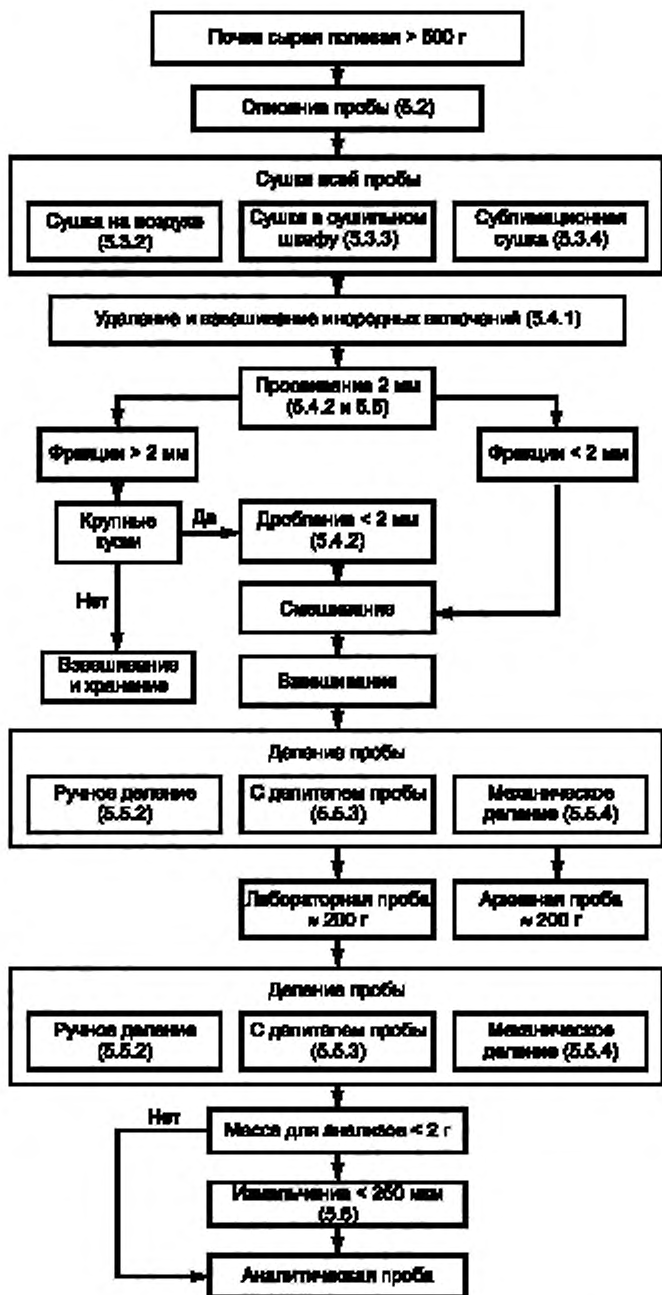 Почва сырая полевая > 500 г
Описание пробы (5.2)
Сушка всей пробы
Сушка на воздухе
(5.3.2)
Сушка в сушильном
шкафу (5.3.3)
Сублимационная
сушка (5.3.4)
Удаление и взвешивание инородных включений (5.4.1)
Просеивание 2 мм
(5.4.2 и 5.5)
Фракции > 2 мм
Фракции < 2 мм
Крупные
куски
Да
Дробление < 2 мм
(5.4.2)
Нет
Смешивание
Взвешивание
и хранение
Взвешивание
Деление пробы
Ручное деление
(5.5.2)
С делителем пробы
(5.5.3)
Механическое
деление (5.5.4)
Лабораторная проба
≈ 200 г
Архивная проба
≈ 200 г
Деление пробы
Ручное деление
(5.5.2)
С делителем пробы
(5.5.3)
Механическое
деление (5.5.4)
Нет
Масса для анализов < 2 г
Измельчение < 250 мкм
(5.6)
Аналитическая проба